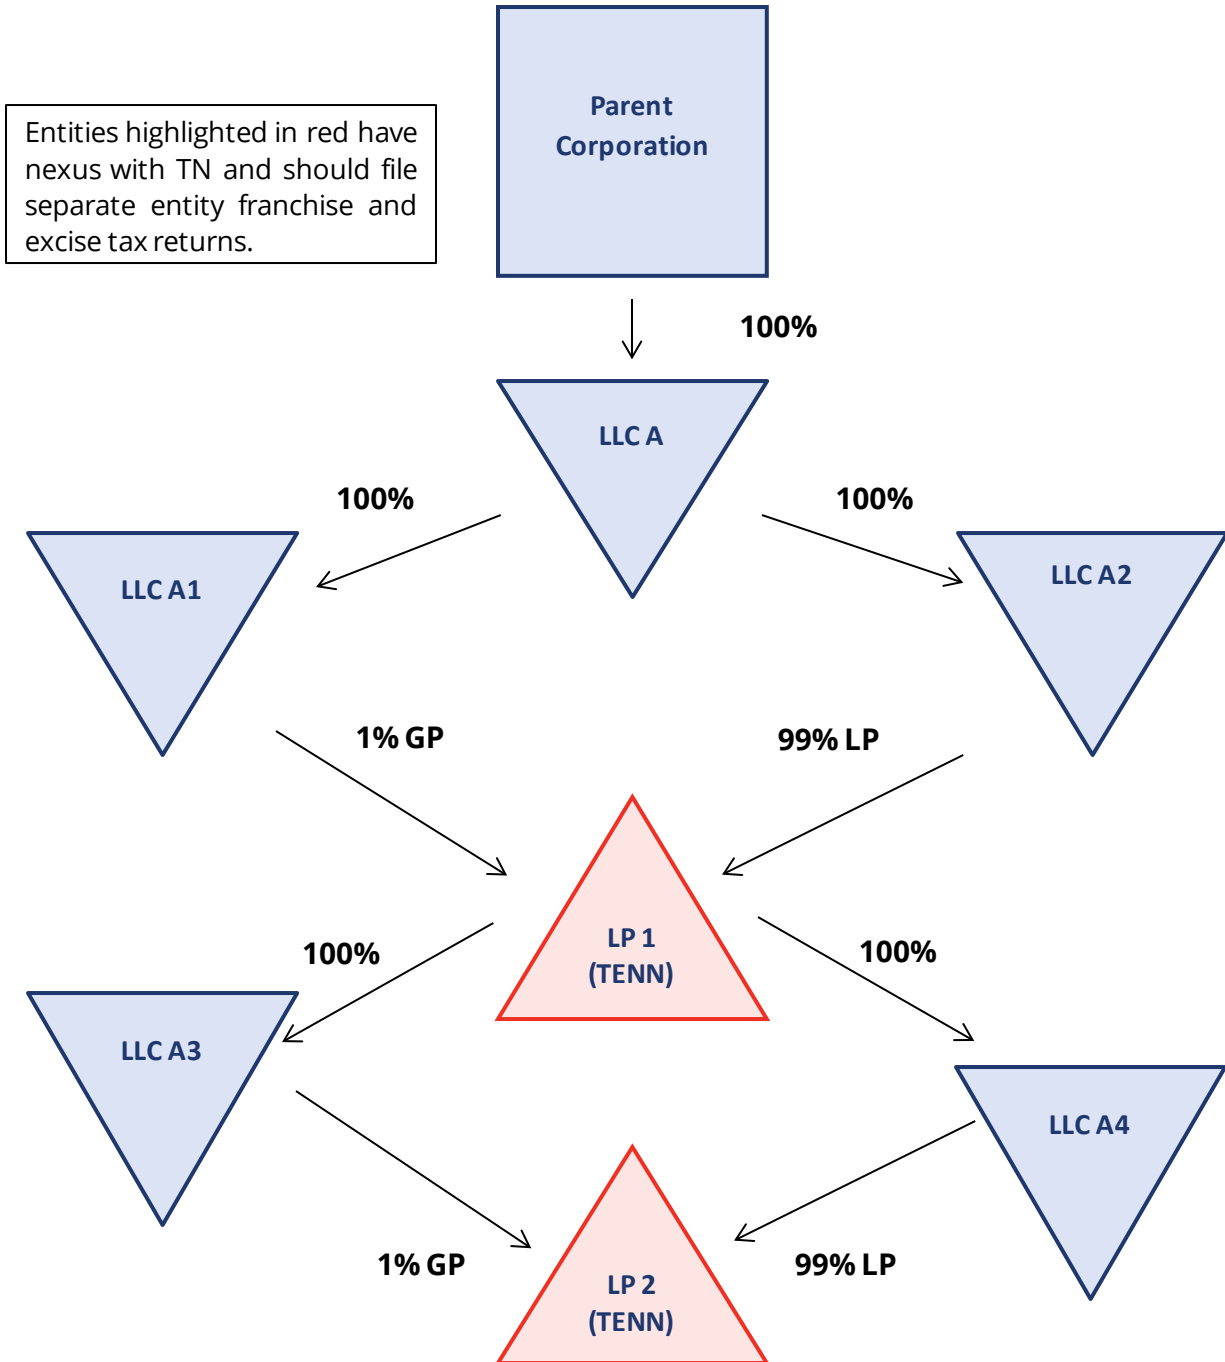 Parent
Corporation
Entities highlighted in red have
nexus with TN and should file
separate entity franchise and
excise tax returns.
100%
LLC A
100%
100%
LLC A1
LLC A2
1% GP
99% LP
LP 1
(TENN)
100%
100%
LLC A3
LLC A4
1% GP
99% LP
LP 2
(TENN)